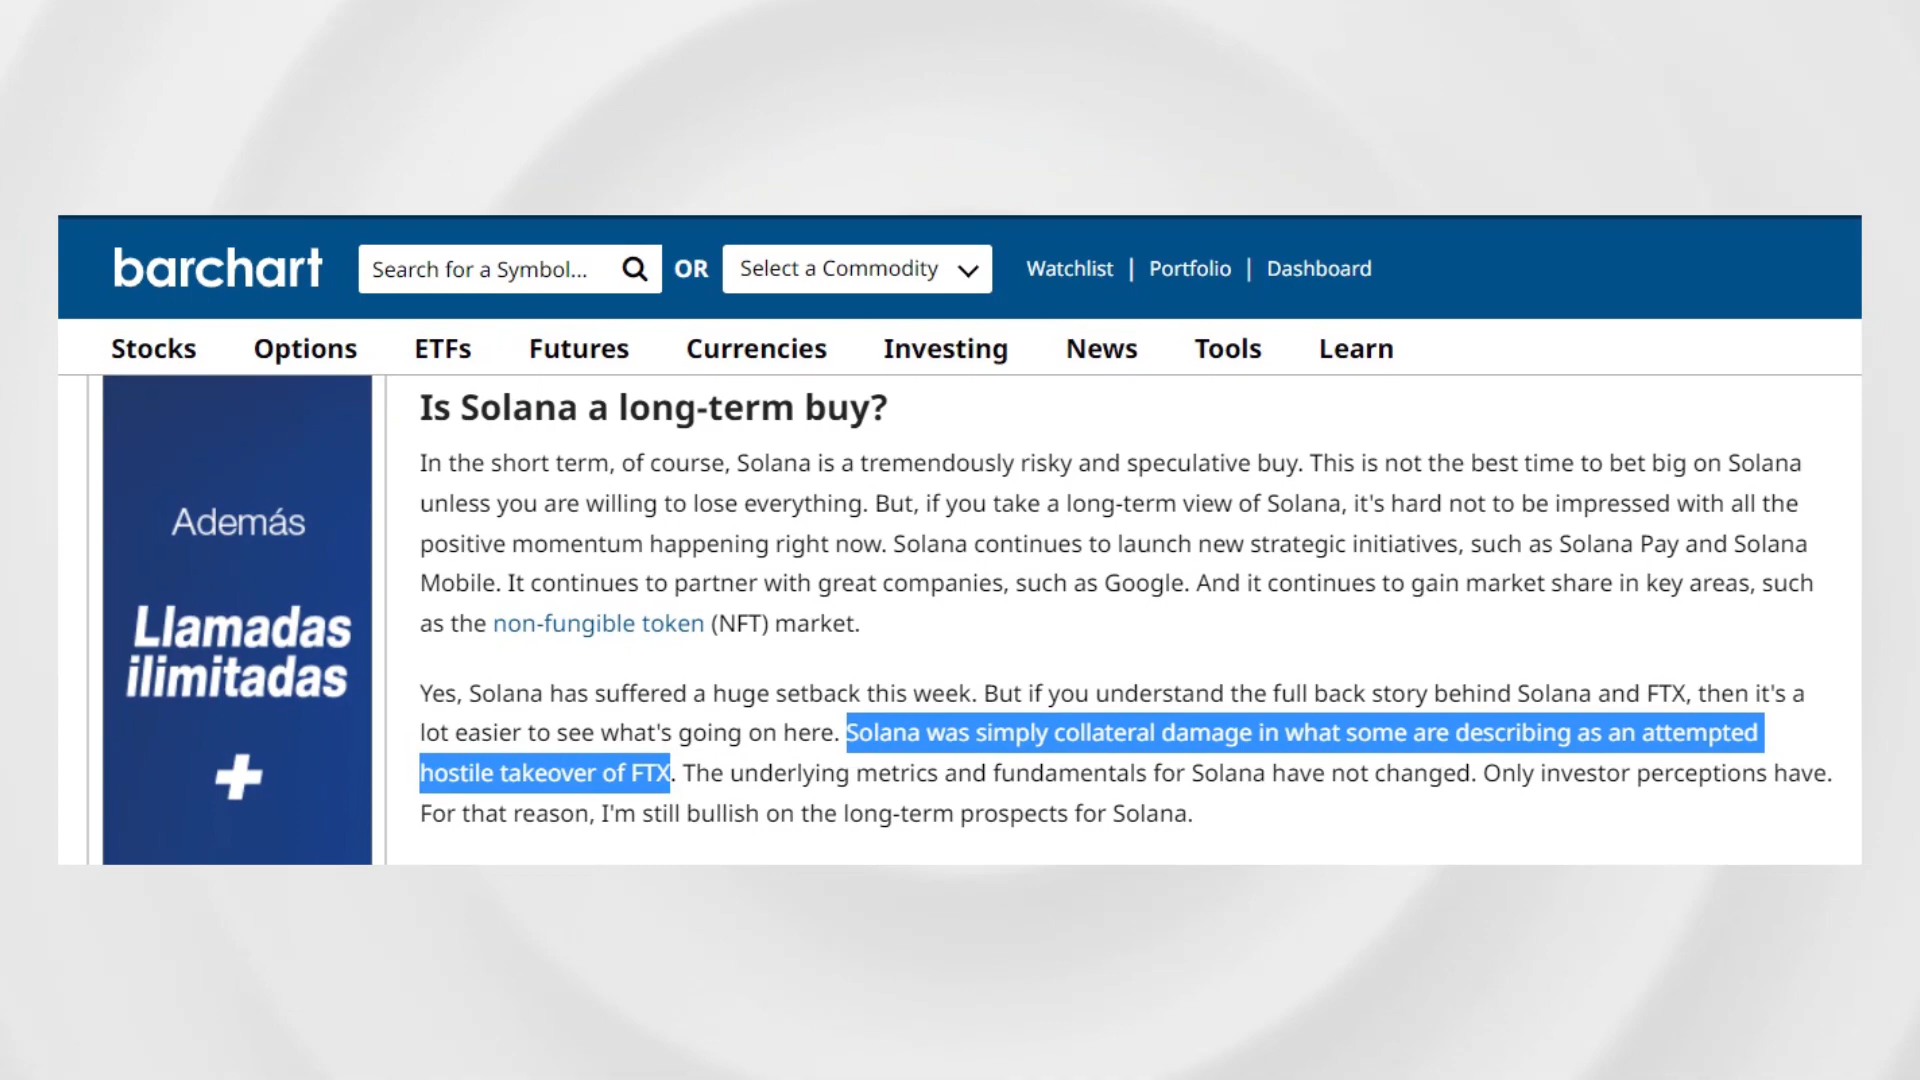 barchart Search for a Symbol... OR Select a Commodity Watchlist | Portfolio | Dashboard
Stocks Options ETFs Futures Currencies Investing News Tools Learn
Además
Llamadas
ilimitadas
+
Is Solana a long-term buy?
In the short term, of course, Solana is a tremendously risky and speculative buy. This is not the best time to bet big on Solana
unless you are willing to lose everything. But, if you take a long-term view of Solana, it's hard not to be impressed with all the
positive momentum happening right now. Solana continues to launch new strategic initiatives, such as Solana Pay and Solana
Mobile. It continues to partner with great companies, such as Google. And it continues to gain market share in key areas, such
as the non-fungible token (NFT) market.
Yes, Solana has suffered a huge setback this week. But if you understand the full back story behind Solana and FTX, then it's a
lot easier to see what's going on here. Solana was simply collateral damage in what some are describing as an attempted
hostile takeover of FTX. The underlying metrics and fundamentals for Solana have not changed. Only investor perceptions have.
For that reason, I'm still bullish on the long-term prospects for Solana.